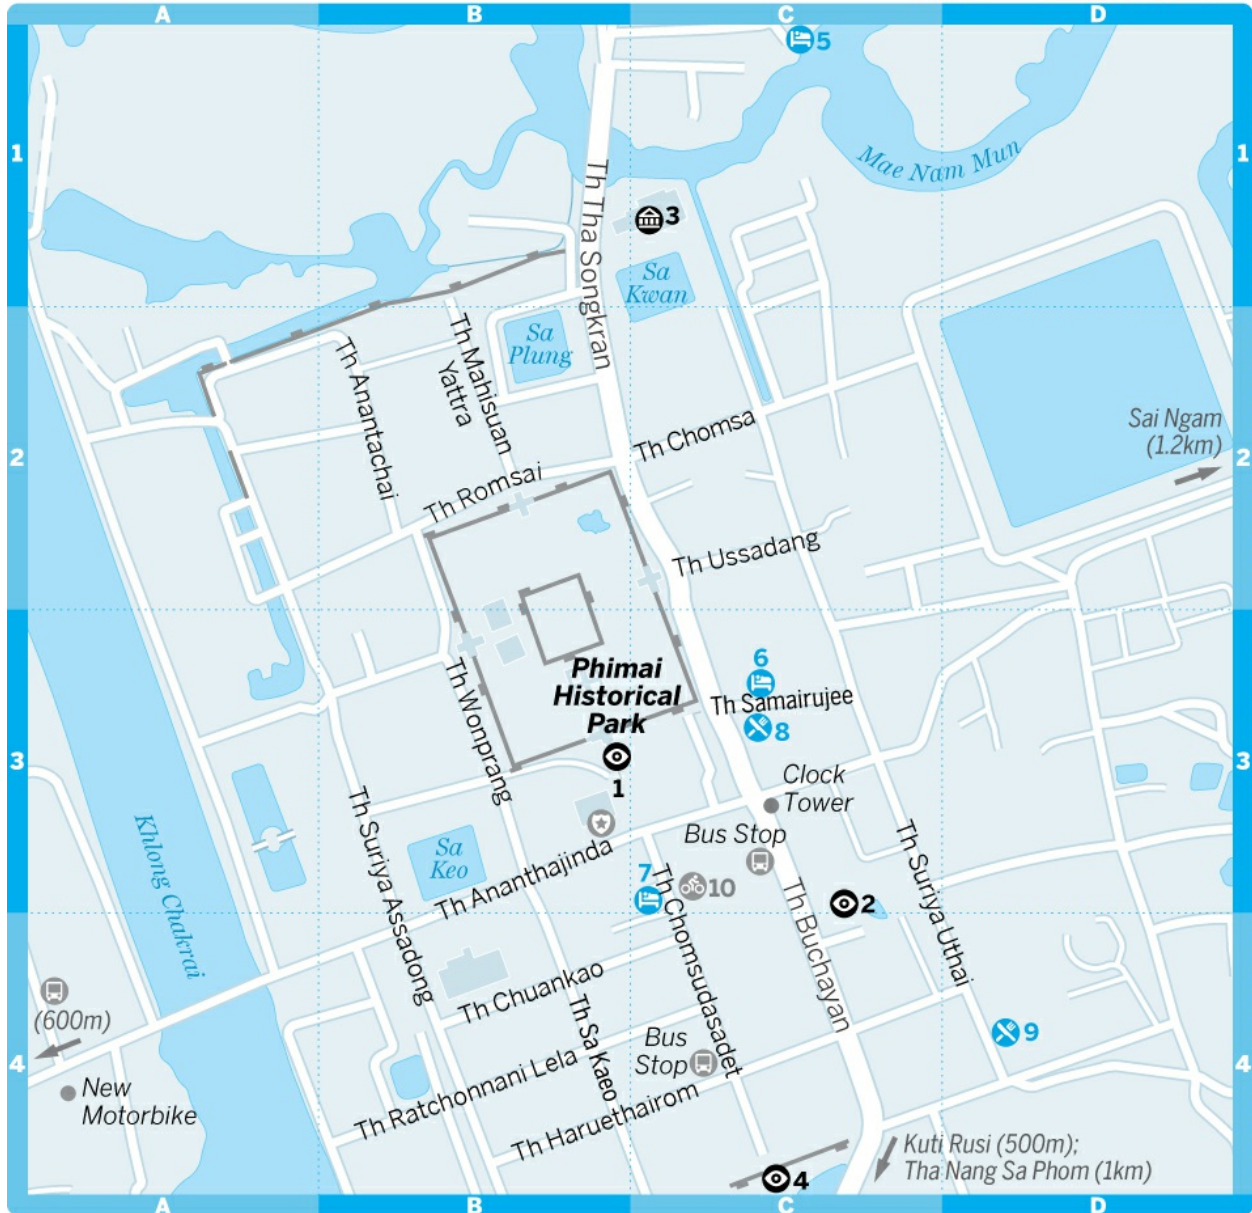 A
B
C
D
5
1
1
Mae Nam Mun
Th Tha Songkran
3
Sa
Kwan
Sa
Plung
Th Mahisuan
Yattra
Th Anantachai
Th Chomsa
Sai Ngam
(1.2km)
2
2
Th Romsai
Th Ussadang
6
Phimai
Historical
Park
Th Samairujee
8
Th Wonprang
3
3
1
Clock
Tower
Bus Stop
Th Suriya Assadong
Khlong Chakrai
Sa
Keo
Th Ananthajinda
7
10
2
Th Suriya Uthai
Th Chomsudasadet
Th Buchayan
Th Chuankao
(600m)
Th Sa Kaeo
9
Bus
Stop
4
4
New
Motorbike
Th Ratchonnani Lela
Th Haruethairom
Kuti Rusi (500m);
Tha Nang Sa Phom (1km)
4
A
B
C
D